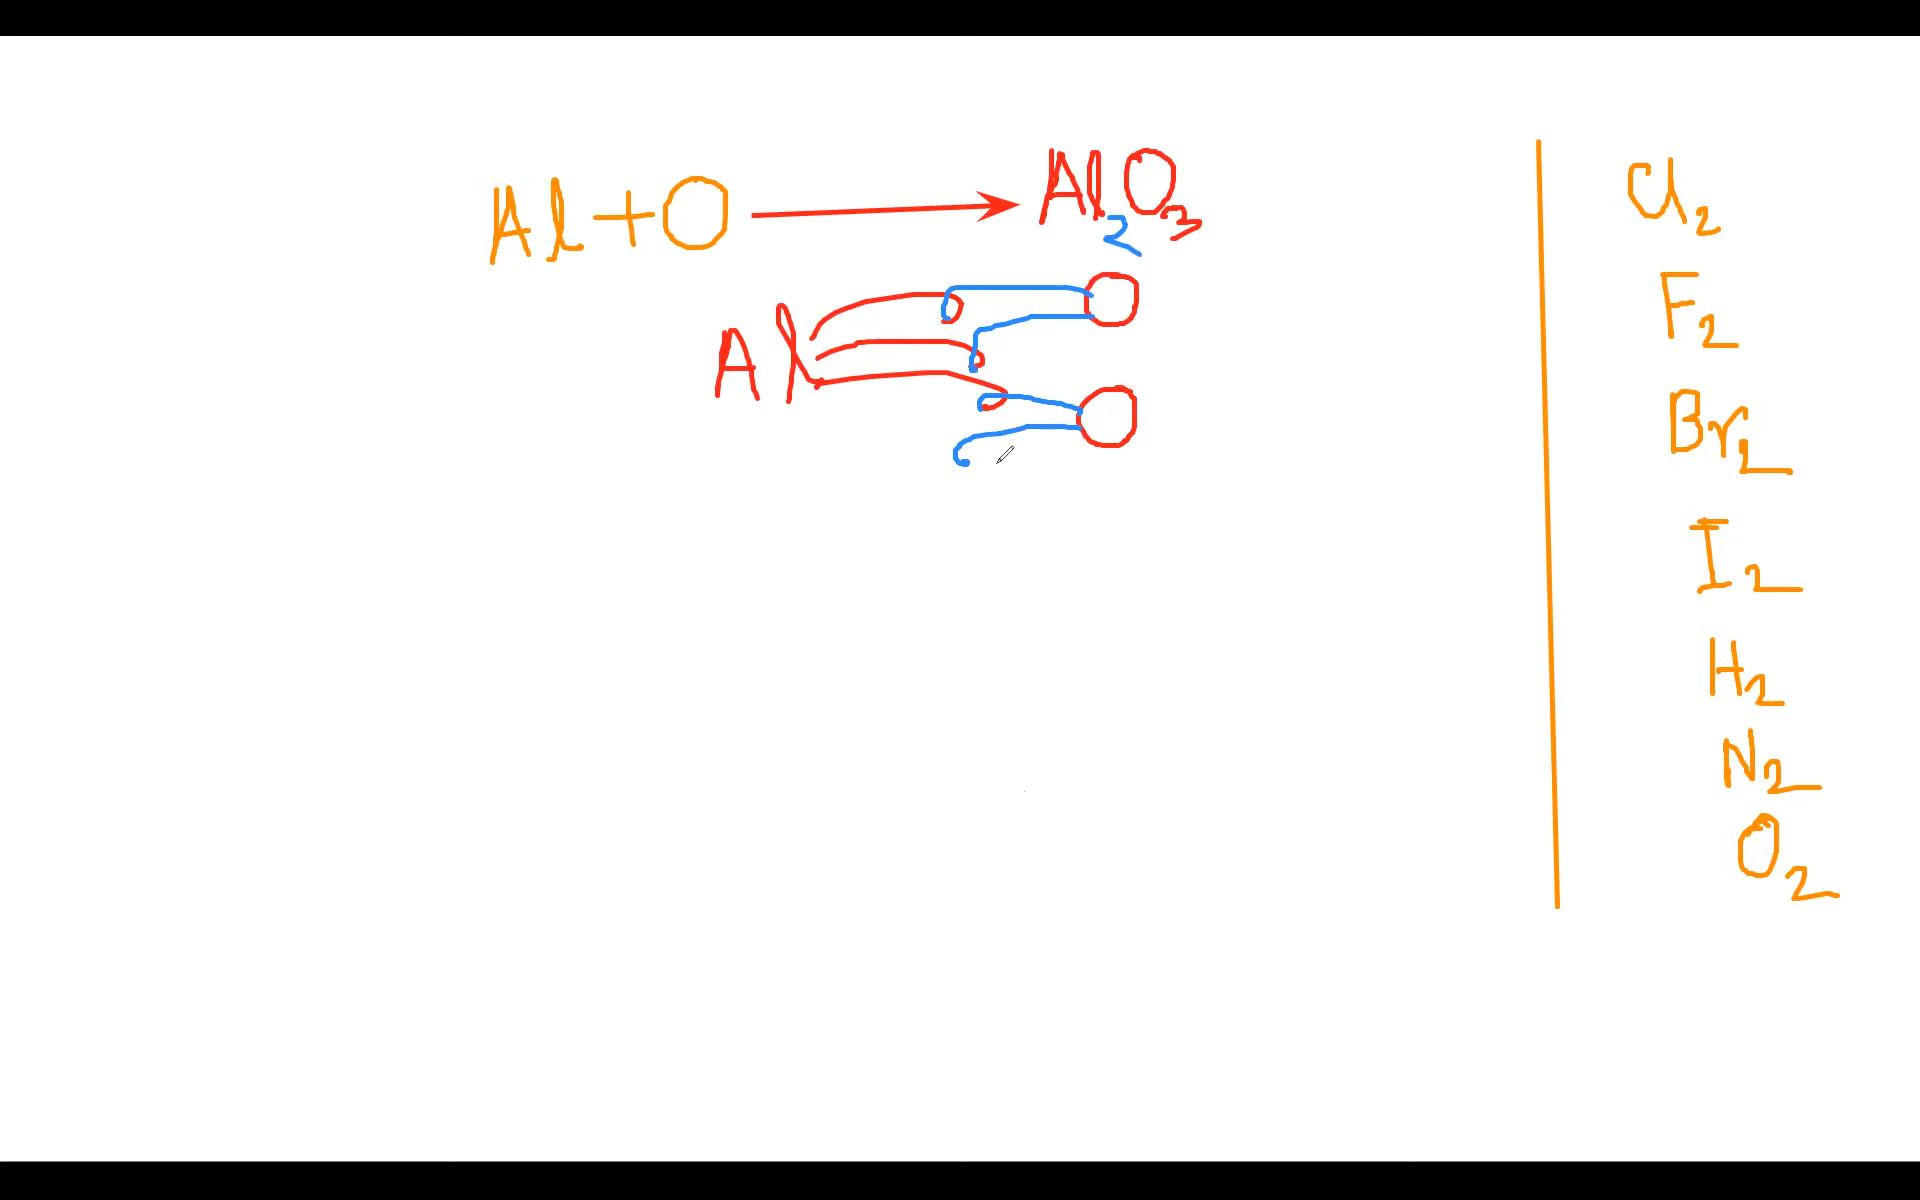 Al + O → Al₂O₃
Al O
O
Cl₂
F₂
Br₂
I₂
H₂
N₂
O₂